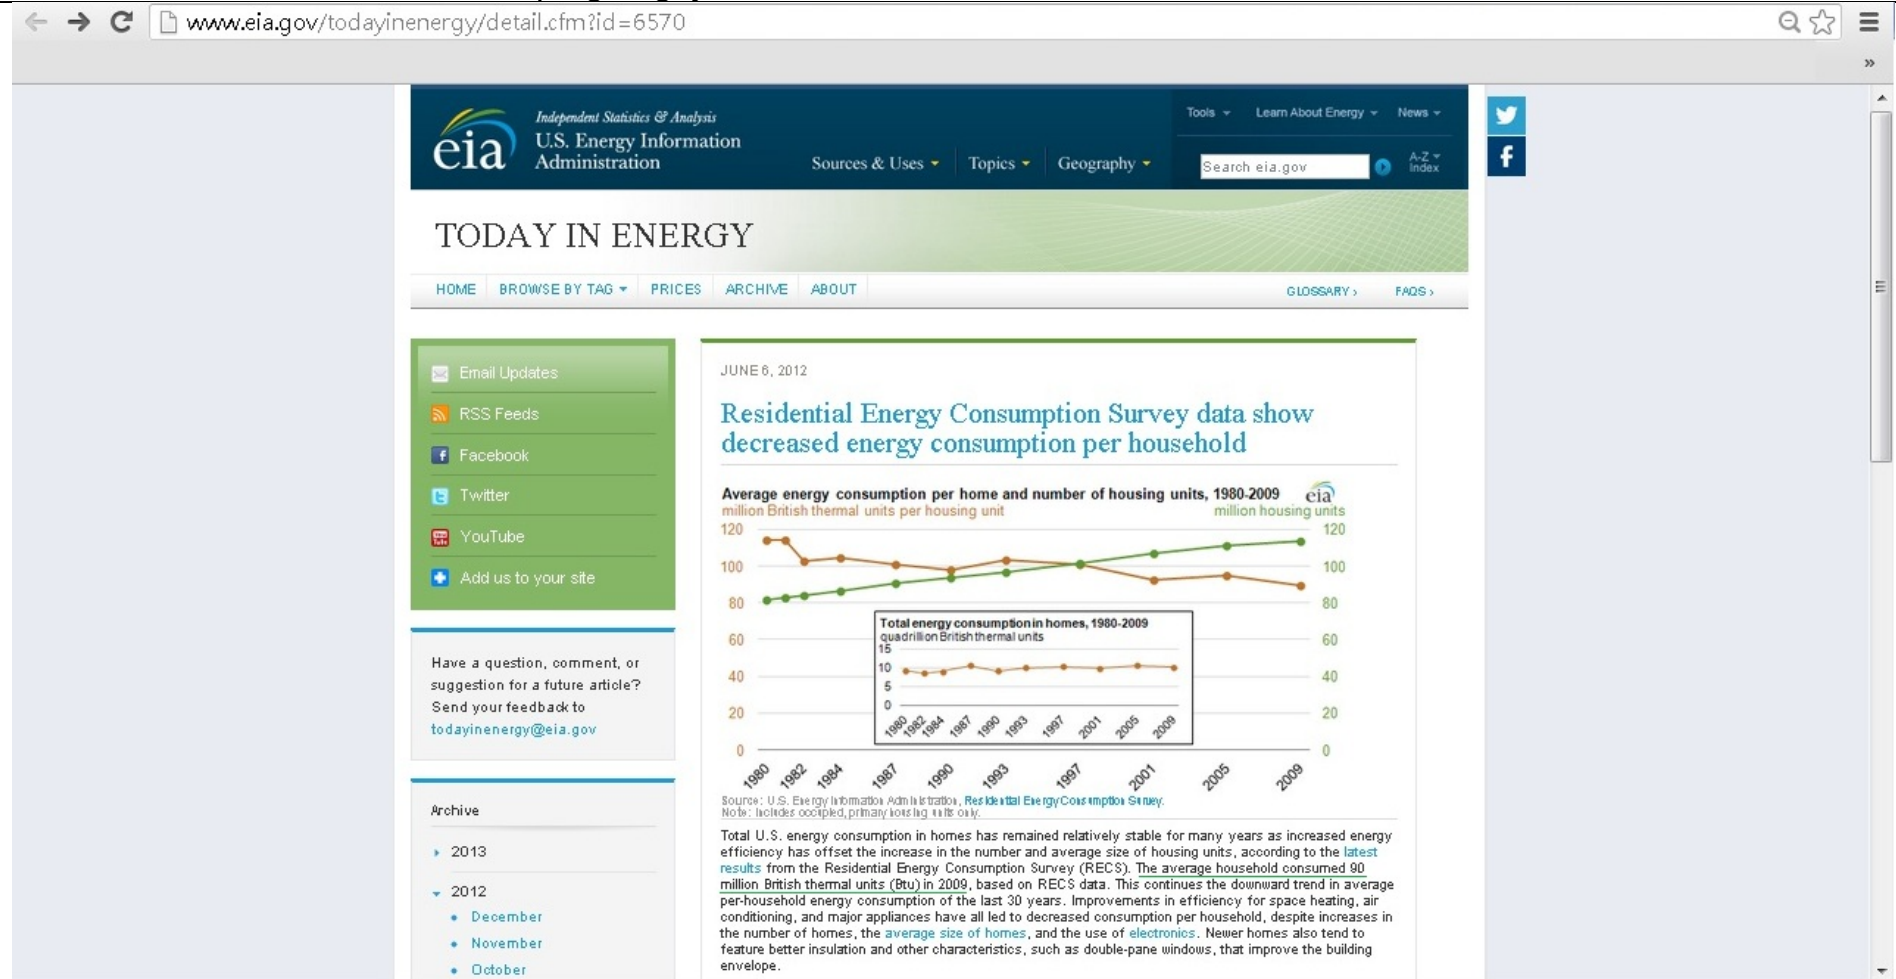 www.eia.gov/todayinenergy/detail.cfm?id=6570
»
eia
Independent Statistics & Analysis
U.S. Energy Information
Administration
Sources & Uses
Topics
Geography
Tools
Learn About Energy
News
Search eia.gov
A-Z
Index
TODAY IN ENERGY
HOME
BROWSE BY TAG
PRICES
ARCHIVE
ABOUT
GLOSSARY ›
FAQS ›
Email Updates
RSS Feeds
Facebook
Twitter
YouTube
Add us to your site
Have a question, comment, or
suggestion for a future article?
Send your feedback to
todayinenergy@eia.gov
Archive
2013
2012
December
November
October
JUNE 6, 2012
Residential Energy Consumption Survey data show
decreased energy consumption per household
Average energy consumption per home and number of housing units, 1980-2009
eia
million British thermal units per housing unit
million housing units
120 120
100 100
80 80
60 60
40 40
20 20
0 0
1980 1982 1984 1987 1990 1993 1997 2001 2005 2009
Total energy consumption in homes, 1980-2009
quadrillion British thermal units
15
10
5
0
1980 1982 1984 1987 1990 1993 1997 2001 2005 2009
Source: U.S. Energy Information Administration, Residential Energy Consumption Survey.
Note: Includes occupied, primary housing units only.
Total U.S. energy consumption in homes has remained relatively stable for many years as increased energy
efficiency has offset the increase in the number and average size of housing units, according to the latest
results from the Residential Energy Consumption Survey (RECS). The average household consumed 90
million British thermal units (Btu) in 2009, based on RECS data. This continues the downward trend in average
per-household energy consumption of the last 30 years. Improvements in efficiency for space heating, air
conditioning, and major appliances have all led to decreased consumption per household, despite increases in
the number of homes, the average size of homes, and the use of electronics. Newer homes also tend to
feature better insulation and other characteristics, such as double-pane windows, that improve the building
envelope.